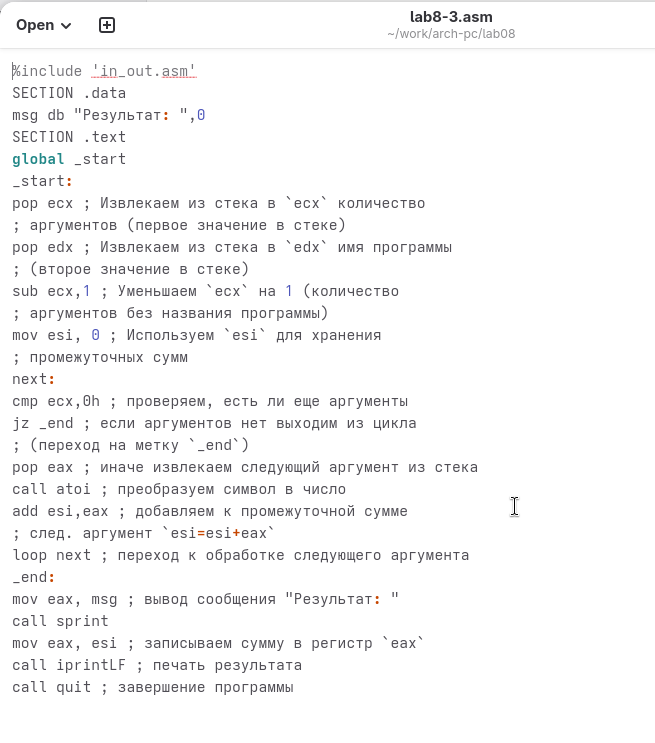 Open
lab8-3.asm
~/work/arch-pc/lab08
%include 'in_out.asm'
SECTION .data
msg db "Результат: ",0
SECTION .text
global _start
_start:
pop ecx ; Извлекаем из стека в `ecx` количество
; аргументов (первое значение в стеке)
pop edx ; Извлекаем из стека в `edx` имя программы
; (второе значение в стеке)
sub ecx,1 ; Уменьшаем `ecx` на 1 (количество
; аргументов без названия программы)
mov esi, 0 ; Используем `esi` для хранения
; промежуточных сумм
next:
cmp ecx,0h ; проверяем, есть ли еще аргументы
jz _end ; если аргументов нет выходим из цикла
; (переход на метку `_end`)
pop eax ; иначе извлекаем следующий аргумент из стека
call atoi ; преобразуем символ в число
add esi,eax ; добавляем к промежуточной сумме
; след. аргумент `esi=esi+eax`
loop next ; переход к обработке следующего аргумента
_end:
mov eax, msg ; вывод сообщения "Результат: "
call sprint
mov eax, esi ; записываем сумму в регистр `eax`
call iprintLF ; печать результата
call quit ; завершение программы